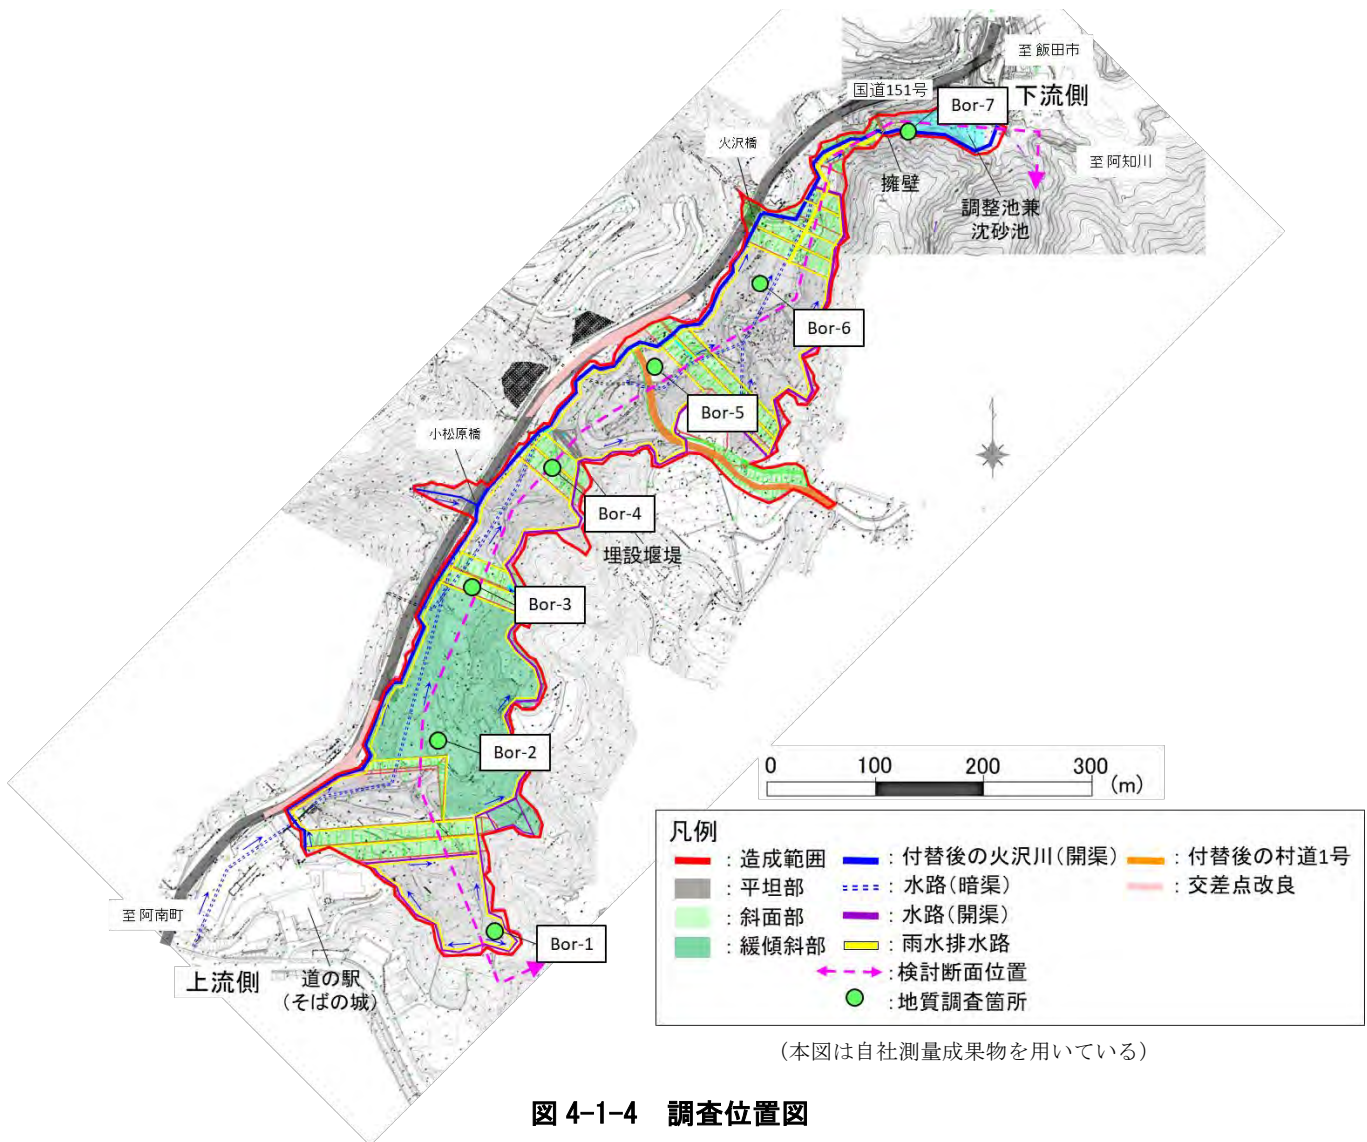 至 飯田市
国道151号
Bor-7
下流側
火沢橋
至 阿知川
擁壁
調整池兼
沈砂池
Bor-6
Bor-5
小松原橋
Bor-4
埋設堰堤
Bor-3
Bor-2
0 100 200 300 (m)
凡例
：造成範囲
：付替後の火沢川(開渠)
：付替後の村道1号
：平坦部
：水路(暗渠)
：交差点改良
：斜面部
：水路(開渠)
：緩傾斜部
：雨水排水路
：検討断面位置
：地質調査箇所
至 阿南町
Bor-1
上流側
道の駅
(そばの城)
(本図は自社測量成果物を用いている)
図 4-1-4 調査位置図